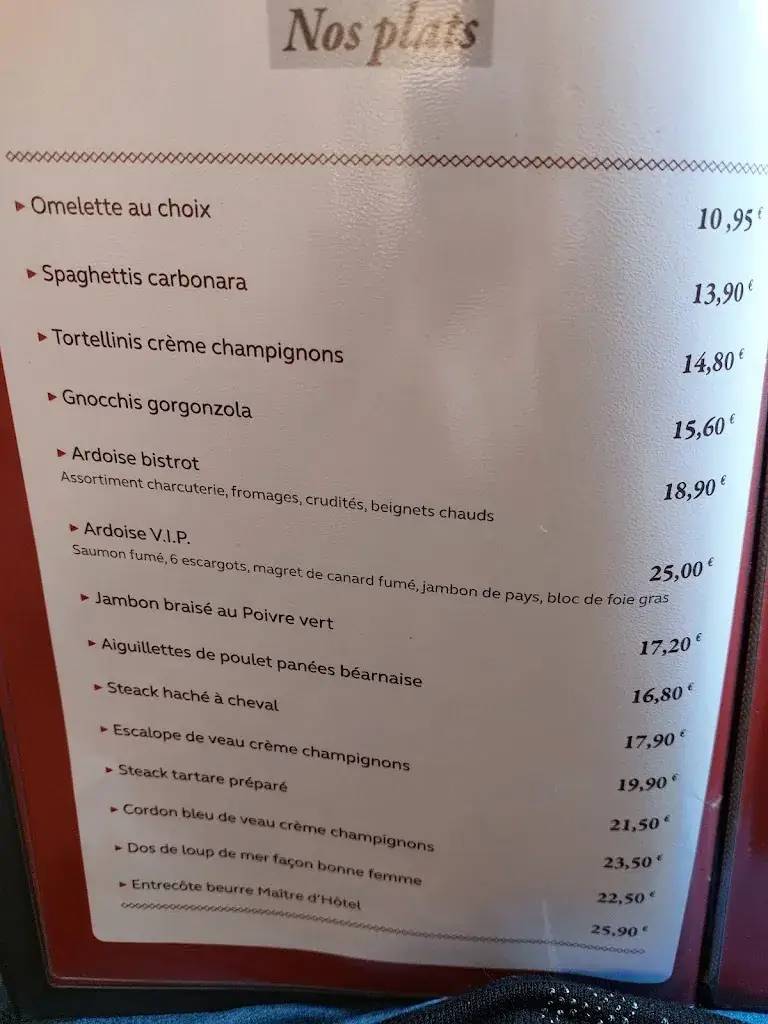 Nos plats
▸ Omelette au choix 10,95 €
▸ Spaghettis carbonara 13,90 €
▸ Tortellinis crème champignons 14,80 €
▸ Gnocchis gorgonzola 15,60 €
▸ Ardoise bistrot 18,90 €
Assortiment charcuterie, fromages, crudités, beignets chauds
▸ Ardoise V.I.P. 25,00 €
Saumon fumé, 6 escargots, magret de canard fumé, jambon de pays, bloc de foie gras
▸ Jambon braisé au Poivre vert 17,20 €
▸ Aiguillettes de poulet panées béarnaise 16,80 €
▸ Steack haché à cheval 17,90 €
▸ Escalope de veau crème champignons 19,90 €
▸ Steack tartare préparé 21,50 €
▸ Cordon bleu de veau crème champignons 23,50 €
▸ Dos de loup de mer façon bonne femme 22,50 €
▸ Entrecôte beurre Maître d'Hôtel 25,90 €